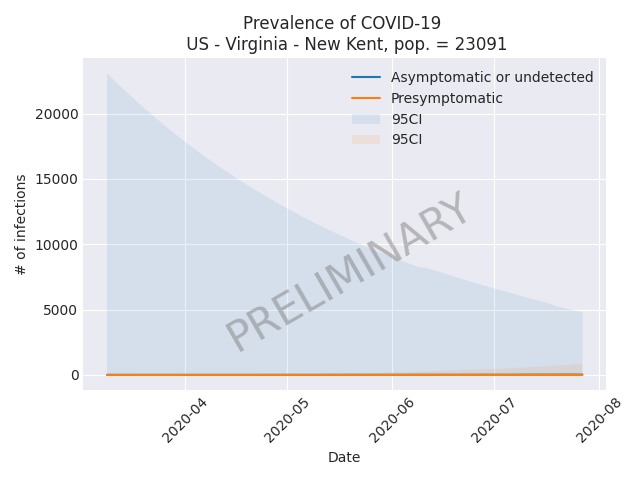 Prevalence of COVID-19
US - Virginia - New Kent, pop. = 23091
Asymptomatic or undetected
Presymptomatic
95CI
95CI
20000
15000
10000
5000
0
# of infections
PRELIMINARY
2020-04
2020-05
2020-06
2020-07
2020-08
Date